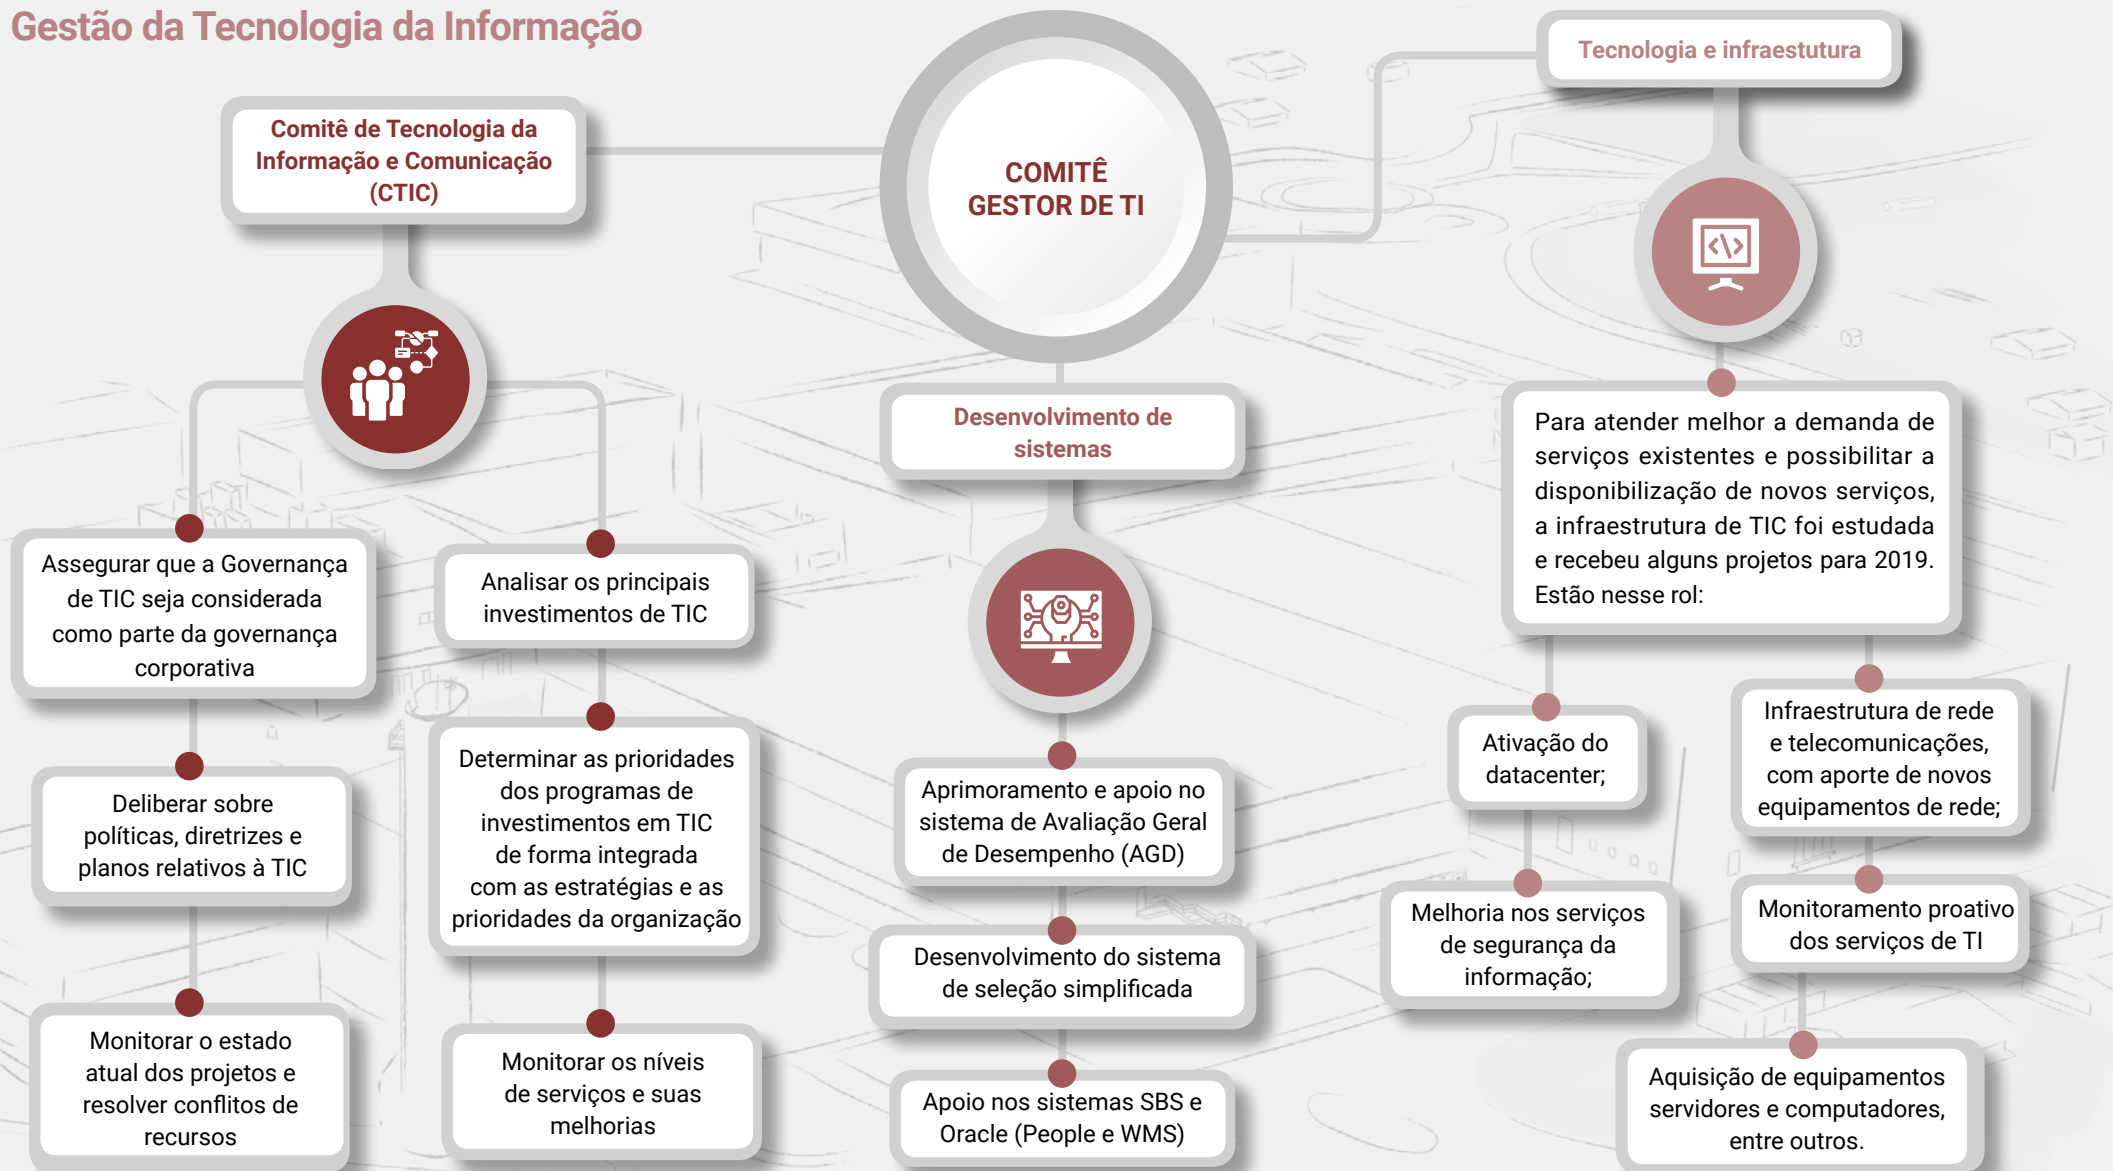 Gestão da Tecnologia da Informação
Comitê de Tecnologia da
Informação e Comunicação
(CTIC)
Assegurar que a Governança
de TIC seja considerada
como parte da governança
corporativa
Deliberar sobre
políticas, diretrizes e
planos relativos à TIC
Monitorar o estado
atual dos projetos e
resolver conflitos de
recursos
Analisar os principais
investimentos de TIC
Determinar as prioridades
dos programas de
investimentos em TIC
de forma integrada
com as estratégias e as
prioridades da organização
Monitorar os níveis
de serviços e suas
melhorias
COMITÊ
GESTOR DE TI
Desenvolvimento de
sistemas
Aprimoramento e apoio no
sistema de Avaliação Geral
de Desempenho (AGD)
Desenvolvimento do sistema
de seleção simplificada
Apoio nos sistemas SBS e
Oracle (People e WMS)
Tecnologia e infraestutura
Para atender melhor a demanda de
serviços existentes e possibilitar a
disponibilização de novos serviços,
a infraestrutura de TIC foi estudada
e recebeu alguns projetos para 2019.
Estão nesse rol:
Ativação do
datacenter;
Melhoria nos serviços
de segurança da
informação;
Infraestrutura de rede
e telecomunicações,
com aporte de novos
equipamentos de rede;
Monitoramento proativo
dos serviços de TI
Aquisição de equipamentos
servidores e computadores,
entre outros.